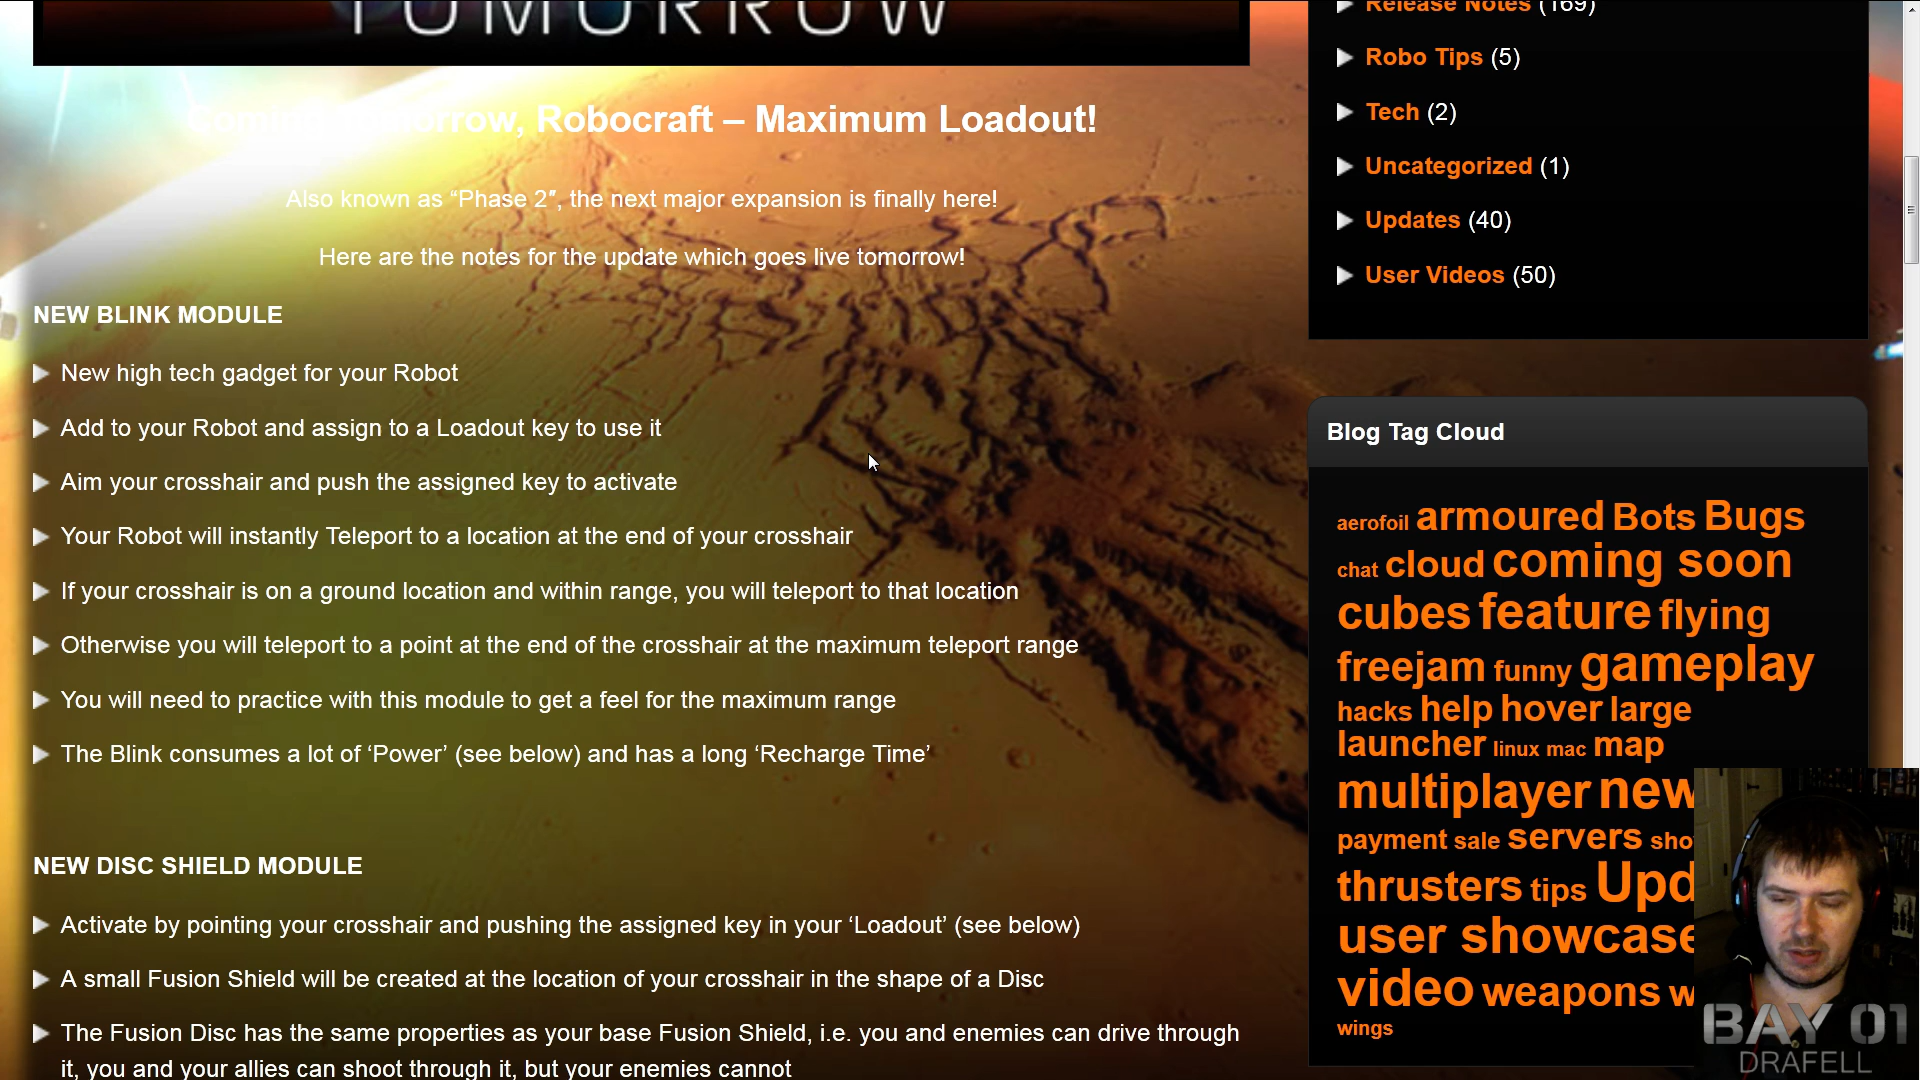 TOMORROW
Coming Tomorrow, Robocraft – Maximum Loadout!
Also known as “Phase 2″, the next major expansion is finally here!
Here are the notes for the update which goes live tomorrow!
NEW BLINK MODULE
New high tech gadget for your Robot
Add to your Robot and assign to a Loadout key to use it
Aim your crosshair and push the assigned key to activate
Your Robot will instantly Teleport to a location at the end of your crosshair
If your crosshair is on a ground location and within range, you will teleport to that location
Otherwise you will teleport to a point at the end of the crosshair at the maximum teleport range
You will need to practice with this module to get a feel for the maximum range
The Blink consumes a lot of ‘Power’ (see below) and has a long ‘Recharge Time’
NEW DISC SHIELD MODULE
Activate by pointing your crosshair and pushing the assigned key in your ‘Loadout’ (see below)
A small Fusion Shield will be created at the location of your crosshair in the shape of a Disc
The Fusion Disc has the same properties as your base Fusion Shield, i.e. you and enemies can drive through
it, you and your allies can shoot through it, but your enemies cannot
Release Notes (169)
Robo Tips (5)
Tech (2)
Uncategorized (1)
Updates (40)
User Videos (50)
Blog Tag Cloud
aerofoil armoured Bots Bugs
chat cloud coming soon
cubes feature flying
freejam funny gameplay
hacks help hover large
launcher linux mac map
multiplayer new
payment sale servers sho
thrusters tips Upd
user showcase
video weapons w
wings
BAY 01
DRAFELL